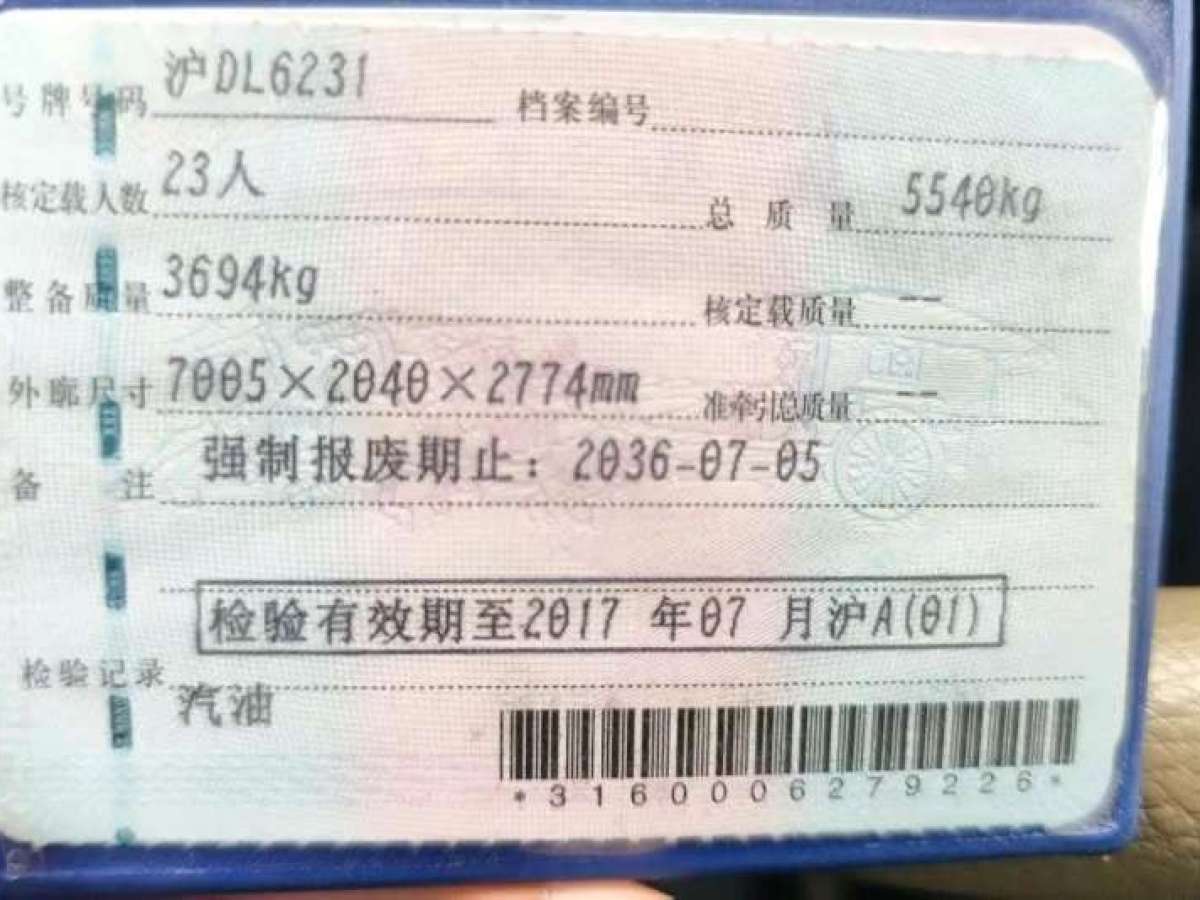 号牌号码 沪DL6231 档案编号
核定载人数 23人 总质量 5540kg
整备质量 3694kg 核定载质量 --
外廓尺寸 7005×2040×2774mm 准牵引总质量 --
备注 强制报废期止：2036-07-05
检验有效期至2017 年07 月沪A(01)
检验记录
汽油
*3160006279226*